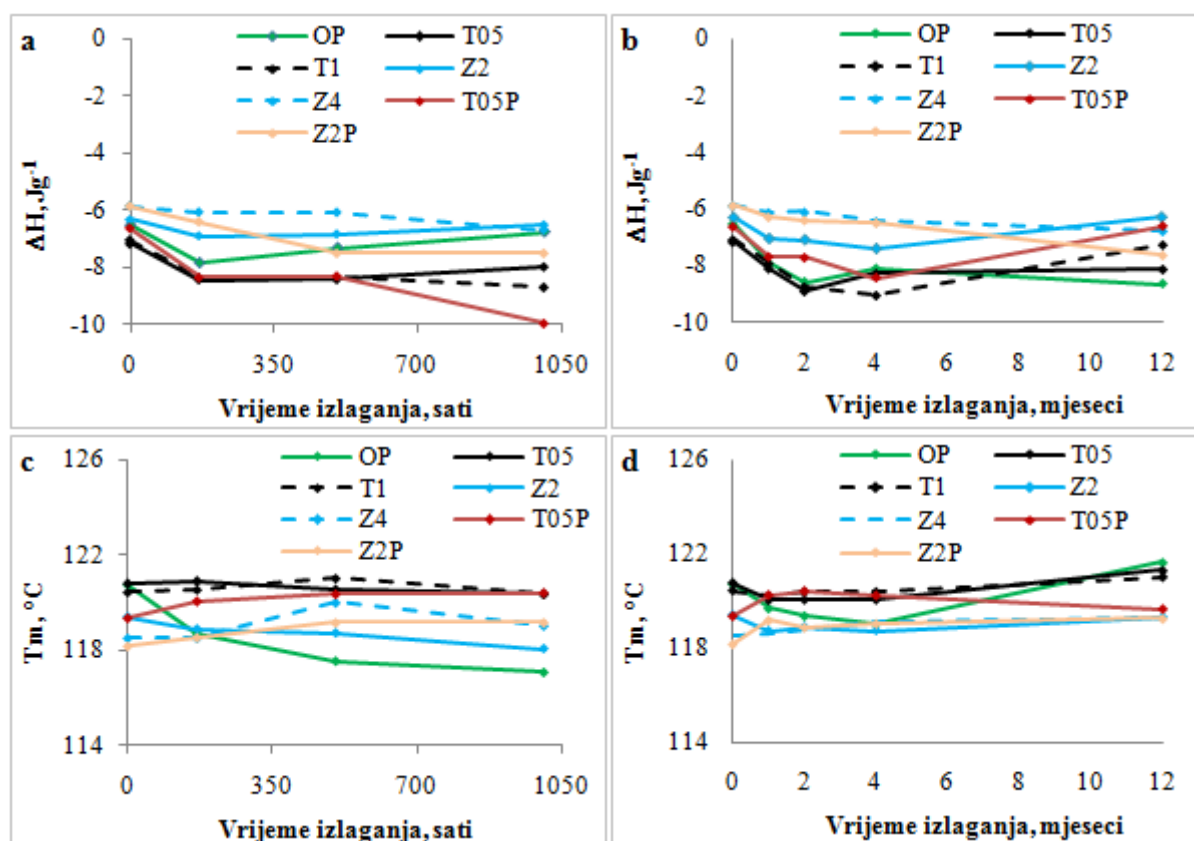 a
OP T05
T1 Z2
Z4 T05P
Z2P
0
-2
-4
-6
-8
-10
ΔH, Jg⁻¹
0 350 700 1050
Vrijeme izlaganja, sati
b
OP T05
T1 Z2
Z4 T05P
Z2P
0
-2
-4
-6
-8
-10
ΔH, Jg⁻¹
0 2 4 6 8 10 12
Vrijeme izlaganja, mjeseci
c
OP T05
T1 Z2
Z4 T05P
Z2P
126
122
118
114
Tm, °C
0 350 700 1050
Vrijeme izlaganja, sati
d
OP T05
T1 Z2
Z4 T05P
Z2P
126
122
118
114
Tm, °C
0 2 4 6 8 10 12
Vrijeme izlaganja, mjeseci